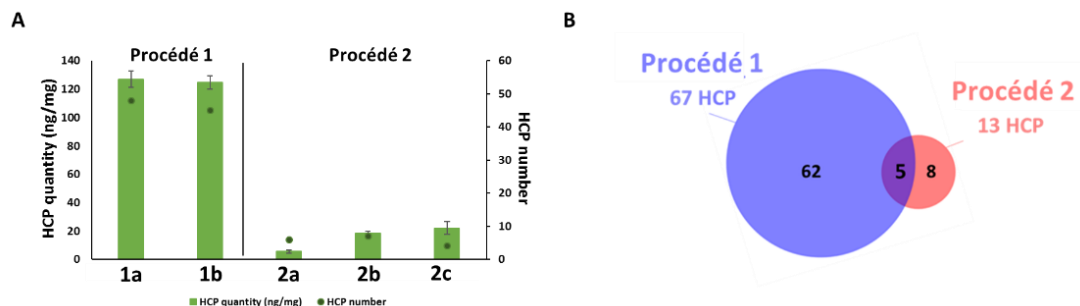 A
Procédé 1
Procédé 2
HCP quantity (ng/mg)
140
120
100
80
60
40
20
0
60
50
40
30
20
10
0
HCP number
1a 1b 2a 2b 2c
HCP quantity (ng/mg) HCP number
B
Procédé 1
67 HCP
Procédé 2
13 HCP
62 5 8